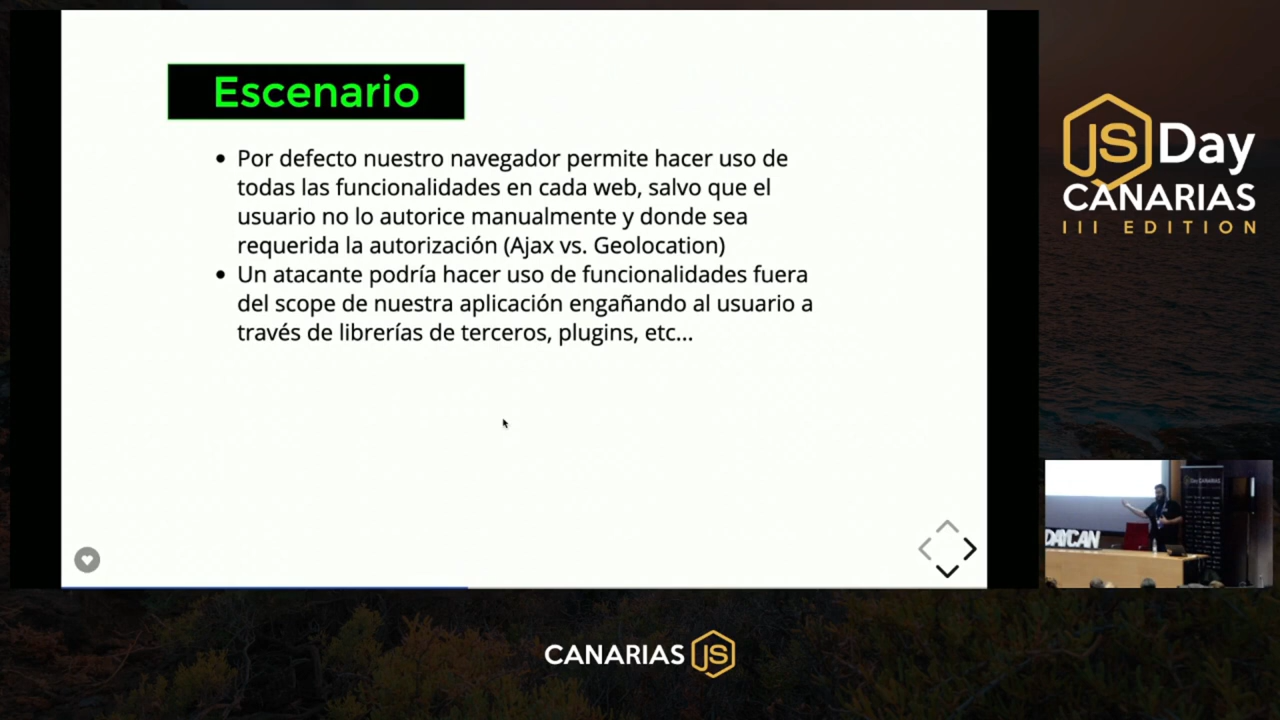 Escenario
Por defecto nuestro navegador permite hacer uso de
todas las funcionalidades en cada web, salvo que el
usuario no lo autorice manualmente y donde sea
requerida la autorización (Ajax vs. Geolocation)
Un atacante podría hacer uso de funcionalidades fuera
del scope de nuestra aplicación engañando al usuario a
través de librerías de terceros, plugins, etc...
JS Day
CANARIAS
III EDITION
DAYCAN
CANARIAS JS